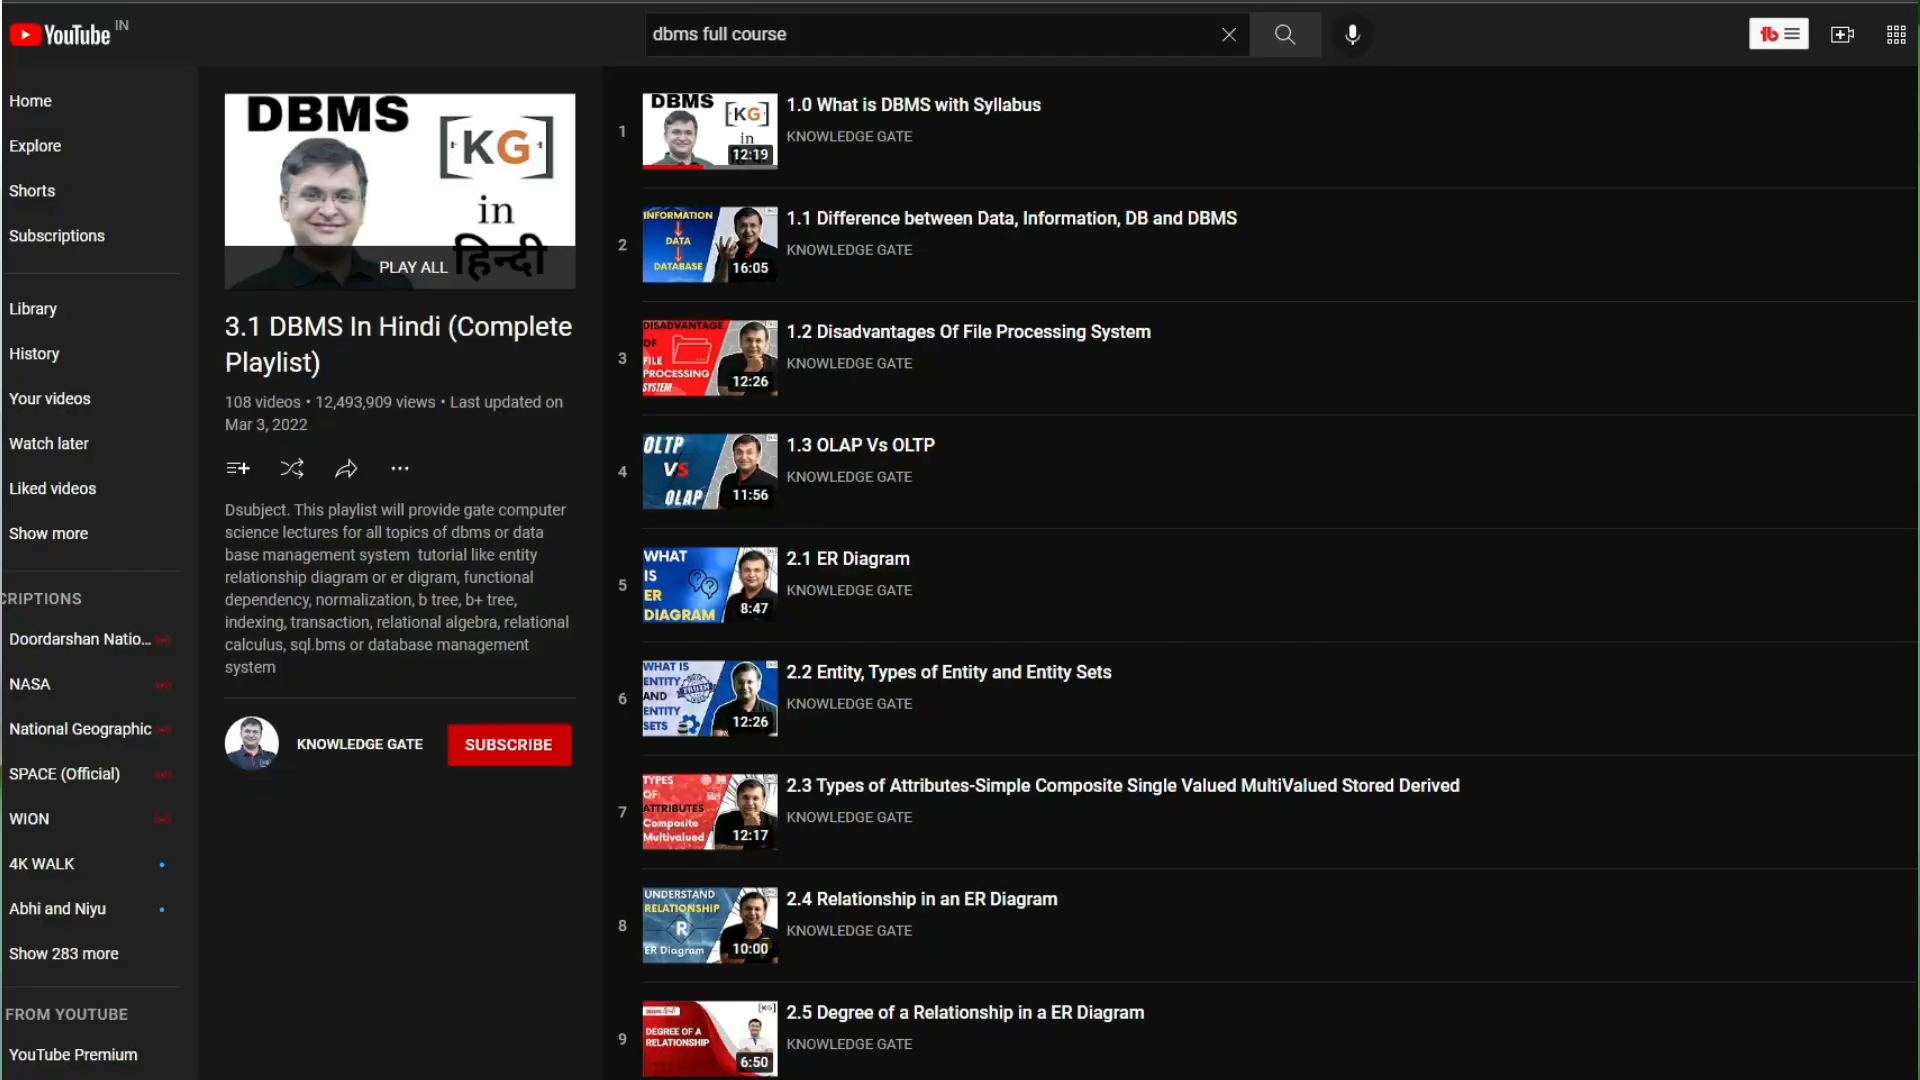 YouTube IN
dbms full course
Home
Explore
Shorts
Subscriptions
Library
History
Your videos
Watch later
Liked videos
Show more
CRIPTIONS
Doordarshan Natio...
NASA
National Geographic
SPACE (Official)
WION
4K WALK
Abhi and Niyu
Show 283 more
FROM YOUTUBE
YouTube Premium
DBMS
KG
in
हिन्दी
PLAY ALL
3.1 DBMS In Hindi (Complete
Playlist)
108 videos • 12,493,909 views • Last updated on
Mar 3, 2022
Dsubject. This playlist will provide gate computer
science lectures for all topics of dbms or data
base management system  tutorial like entity
relationship diagram or er digram, functional
dependency, normalization, b tree, b+ tree,
indexing, transaction, relational algebra, relational
calculus, sql.bms or database management
system
KNOWLEDGE GATE
SUBSCRIBE
1
DBMS
KG
in
12:19
1.0 What is DBMS with Syllabus
KNOWLEDGE GATE
2
INFORMATION
DATA
DATABASE
16:05
1.1 Difference between Data, Information, DB and DBMS
KNOWLEDGE GATE
3
DISADVANTAGE
OF
FILE
PROCESSING
SYSTEM
12:26
1.2 Disadvantages Of File Processing System
KNOWLEDGE GATE
4
OLTP
VS
OLAP
11:56
1.3 OLAP Vs OLTP
KNOWLEDGE GATE
5
WHAT
IS
ER
DIAGRAM
8:47
2.1 ER Diagram
KNOWLEDGE GATE
6
WHAT IS
ENTITY
AND
ENTITY
SETS
12:26
2.2 Entity, Types of Entity and Entity Sets
KNOWLEDGE GATE
7
TYPES
OF
ATTRIBUTES
Composite
Multivalued
12:17
2.3 Types of Attributes-Simple Composite Single Valued MultiValued Stored Derived
KNOWLEDGE GATE
8
UNDERSTAND
RELATIONSHIP
R
ER Diagram
10:00
2.4 Relationship in an ER Diagram
KNOWLEDGE GATE
9
DEGREE OF A
RELATIONSHIP
KG
6:50
2.5 Degree of a Relationship in a ER Diagram
KNOWLEDGE GATE